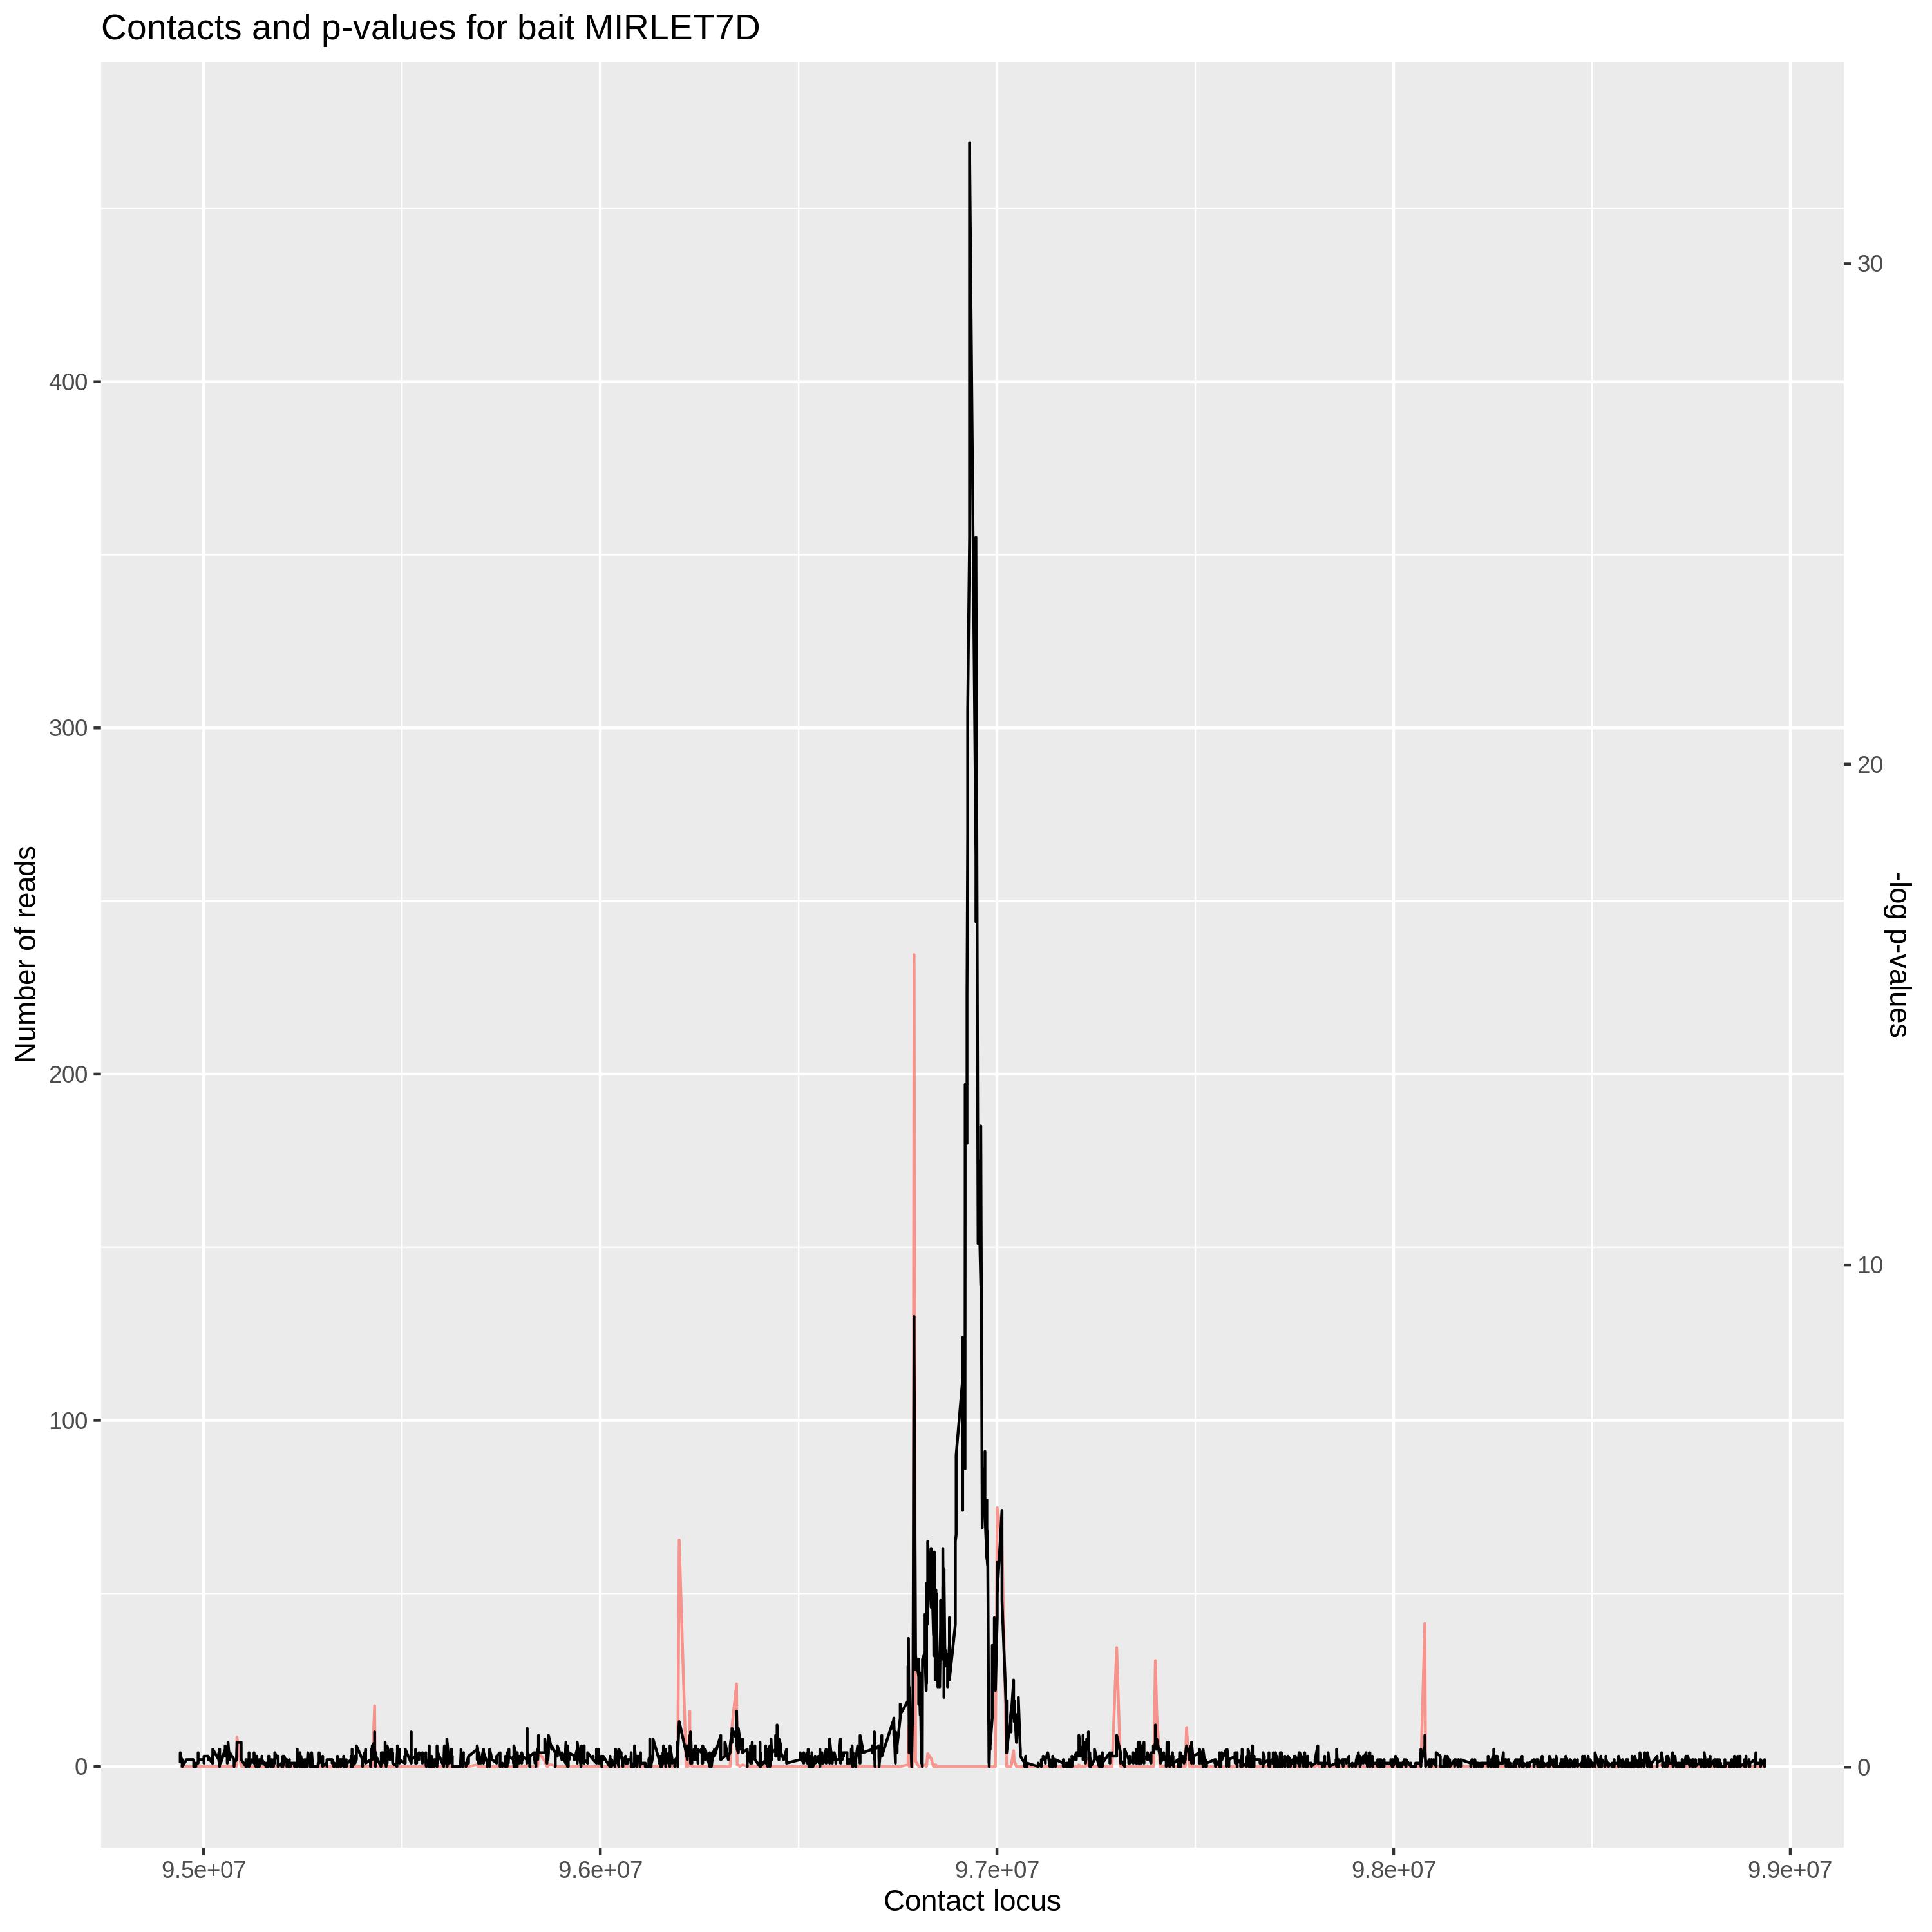 Contacts and p-values for bait MIRLET7D
400
300
200
100
0
Number of reads
30
20
10
0
-log p-values
9.5e+07 9.6e+07 9.7e+07 9.8e+07 9.9e+07
Contact locus